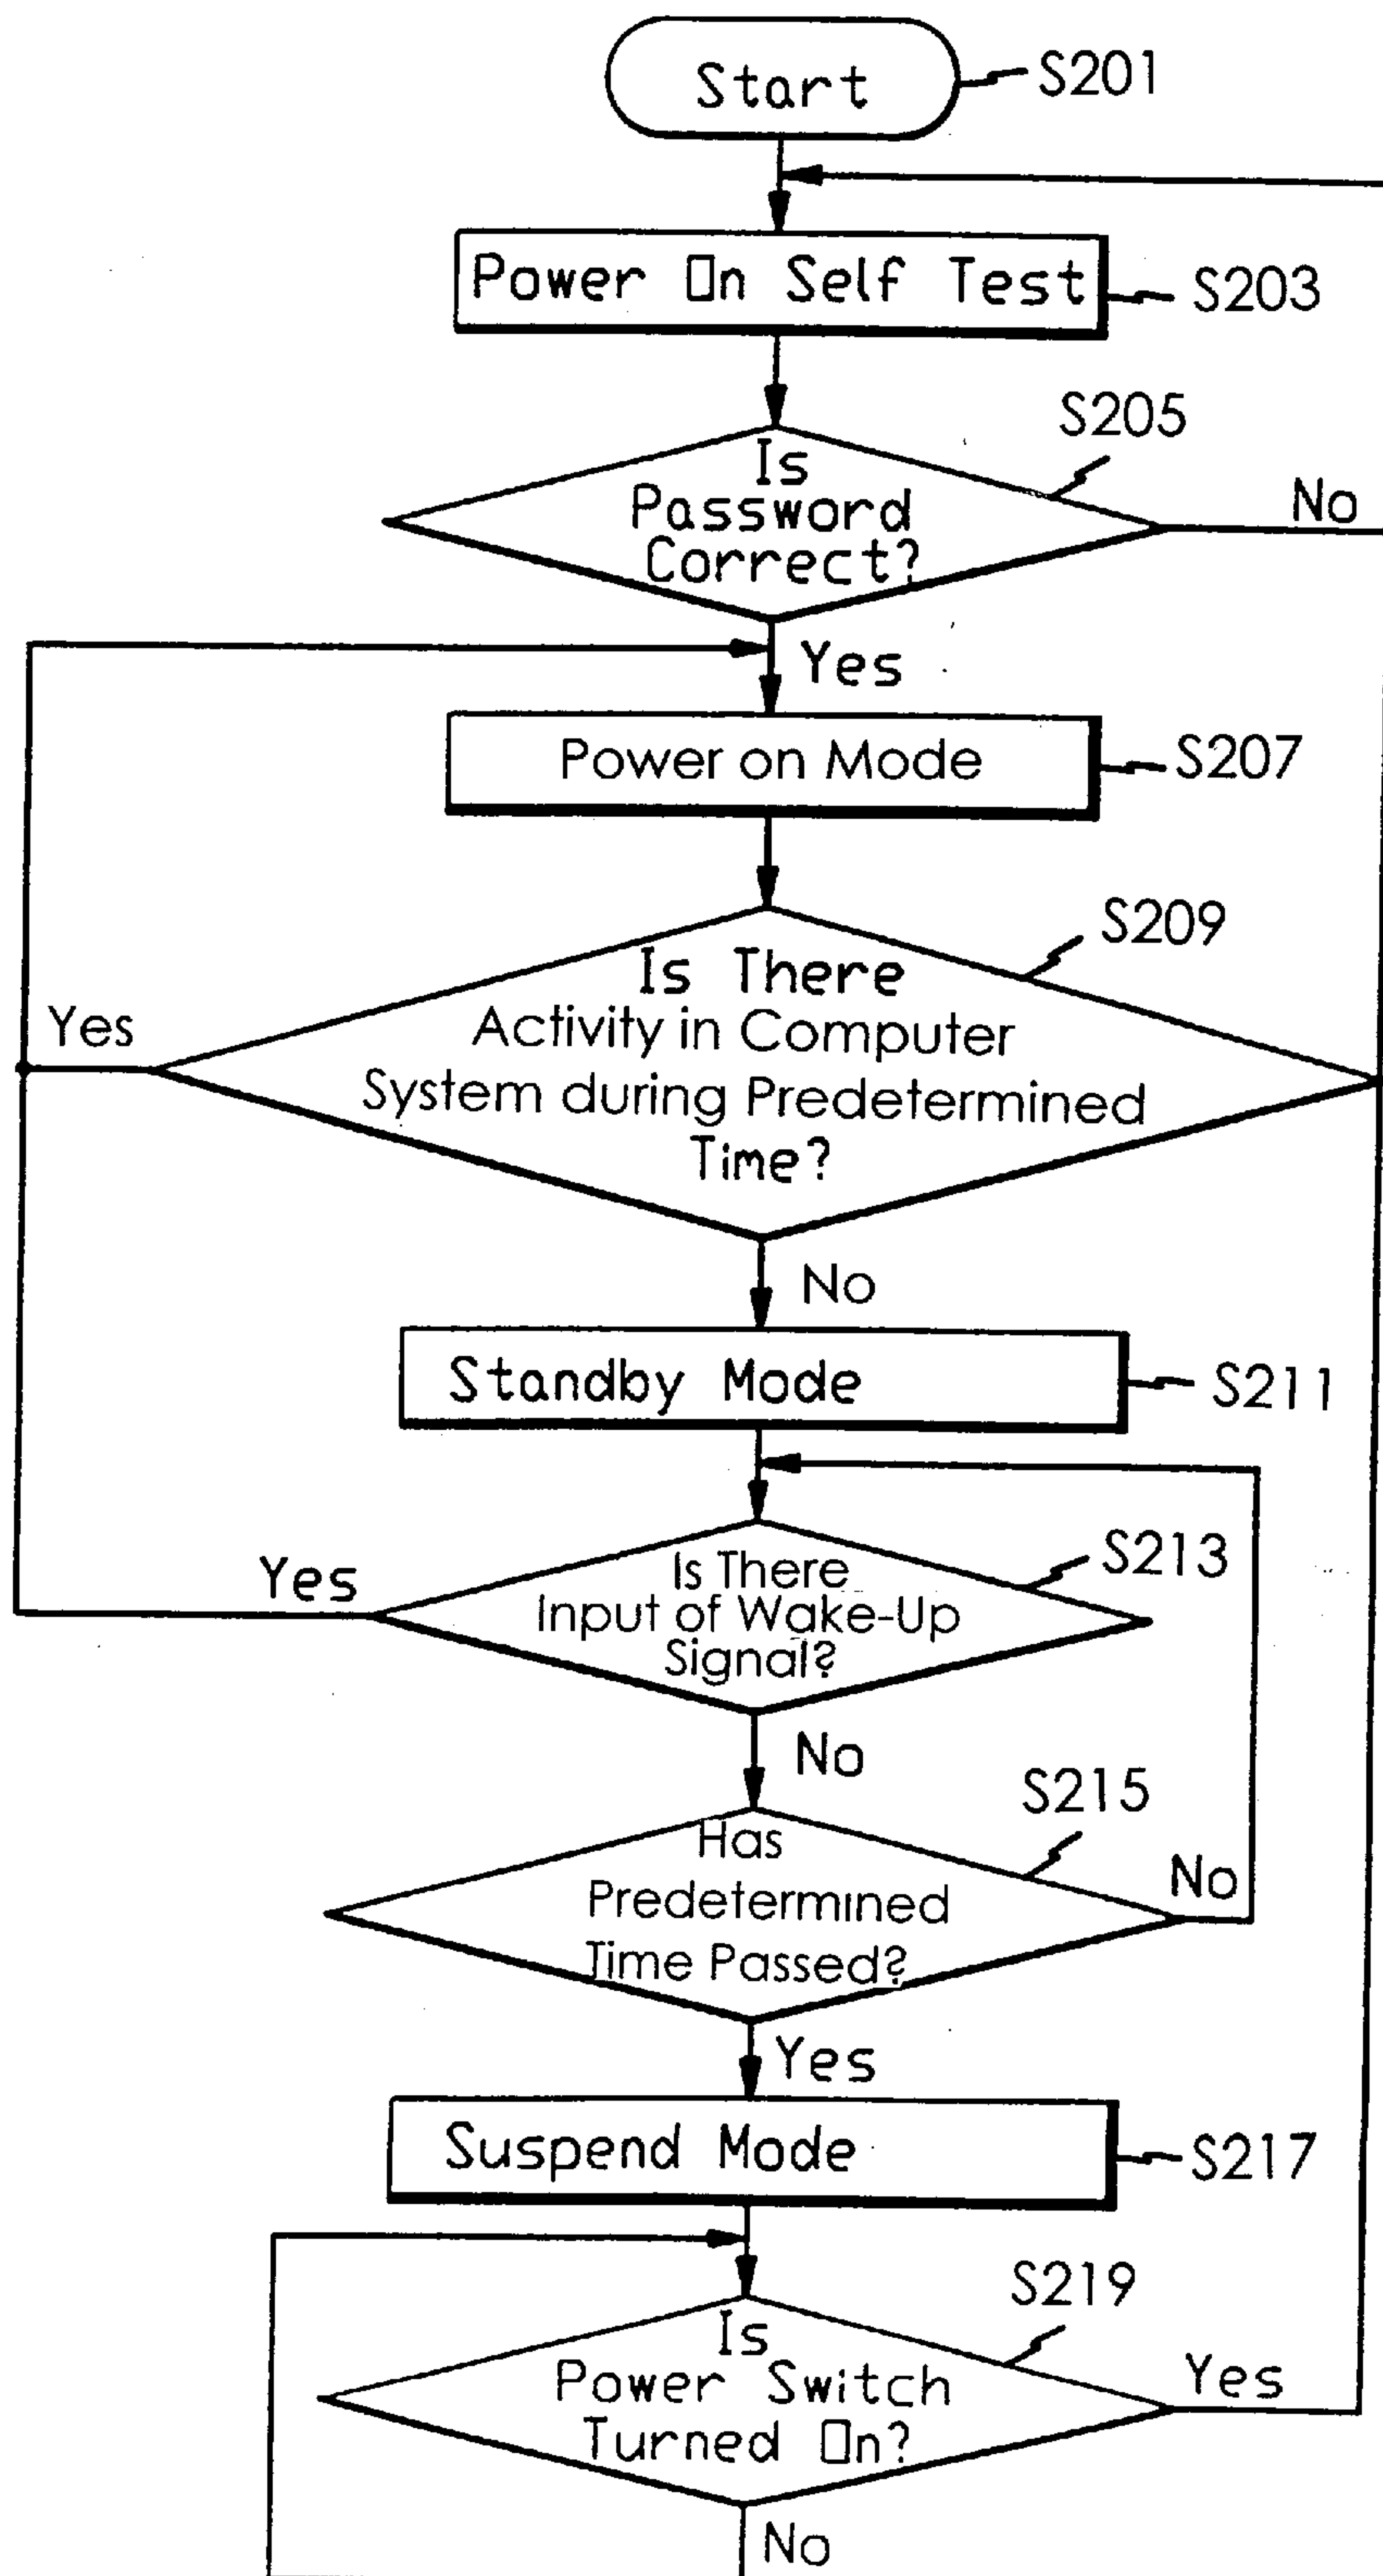 Start
S201
Power On Self Test
S203
S205
Is
Password
Correct?
No
Yes
Power on Mode
S207
S209
Is There
Activity in Computer
System during Predetermined
Time?
Yes
No
Standby Mode
S211
S213
Is There
Input of Wake-Up
Signal?
Yes
No
S215
Has
Predetermined
Time Passed?
No
Yes
Suspend Mode
S217
S219
Is
Power Switch
Turned On?
Yes
No